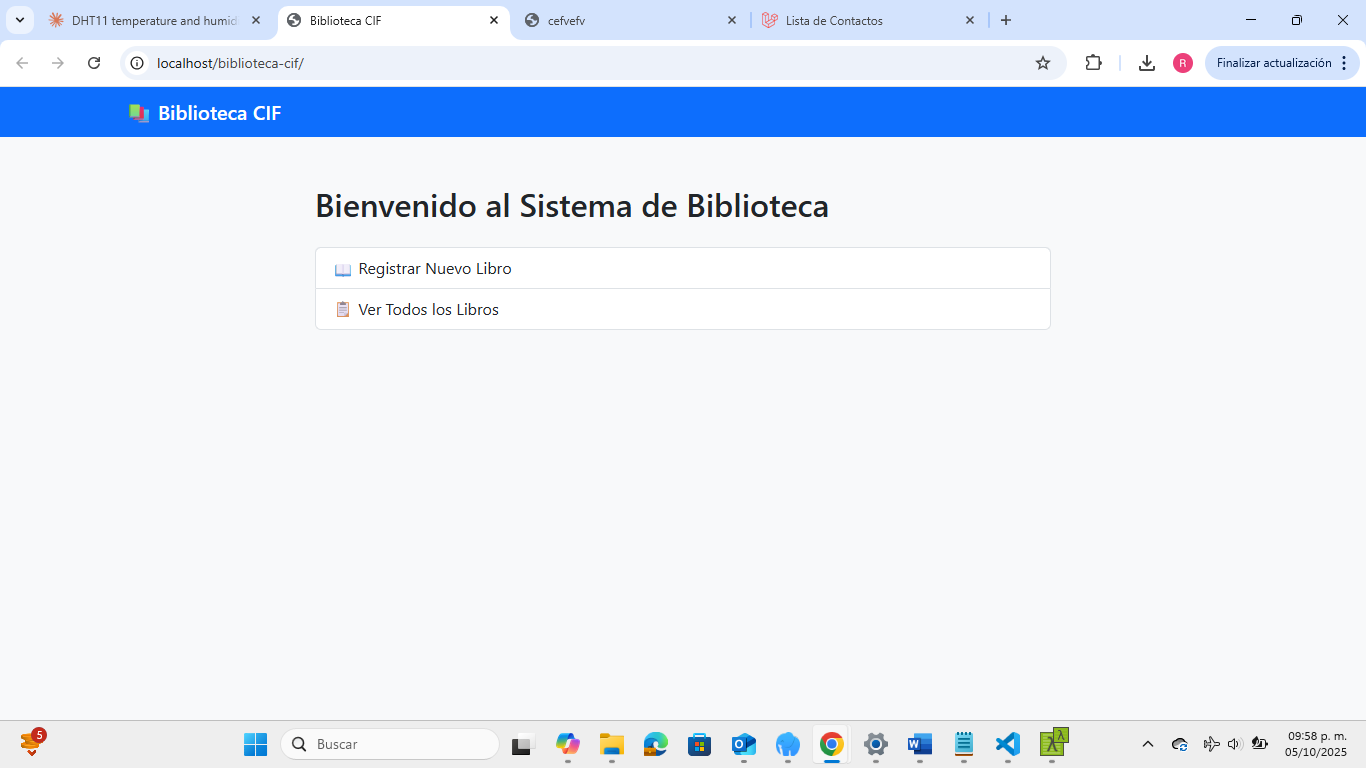 DHT11 temperature and humid
Biblioteca CIF
cefvefv
Lista de Contactos
localhost/biblioteca-cif/
R
Finalizar actualización
Biblioteca CIF
Bienvenido al Sistema de Biblioteca
Registrar Nuevo Libro
Ver Todos los Libros
5
Buscar
09:58 p. m.
05/10/2025